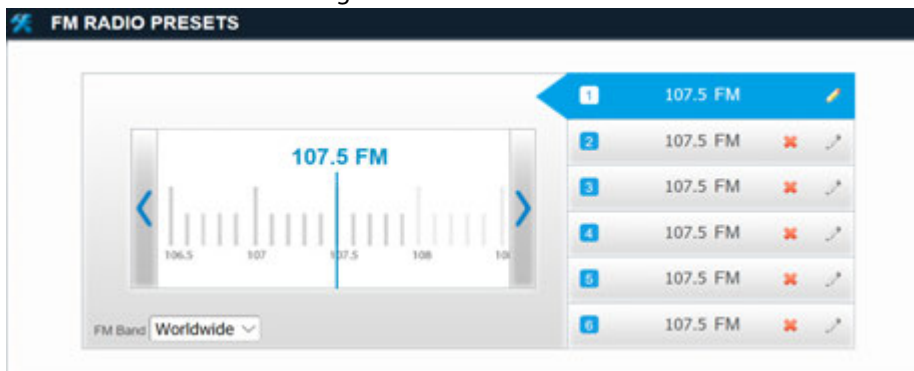 FM RADIO PRESETS
107.5 FM
106.5 107 107.5 108
FM Band Worldwide
1 107.5 FM
2 107.5 FM
3 107.5 FM
4 107.5 FM
5 107.5 FM
6 107.5 FM